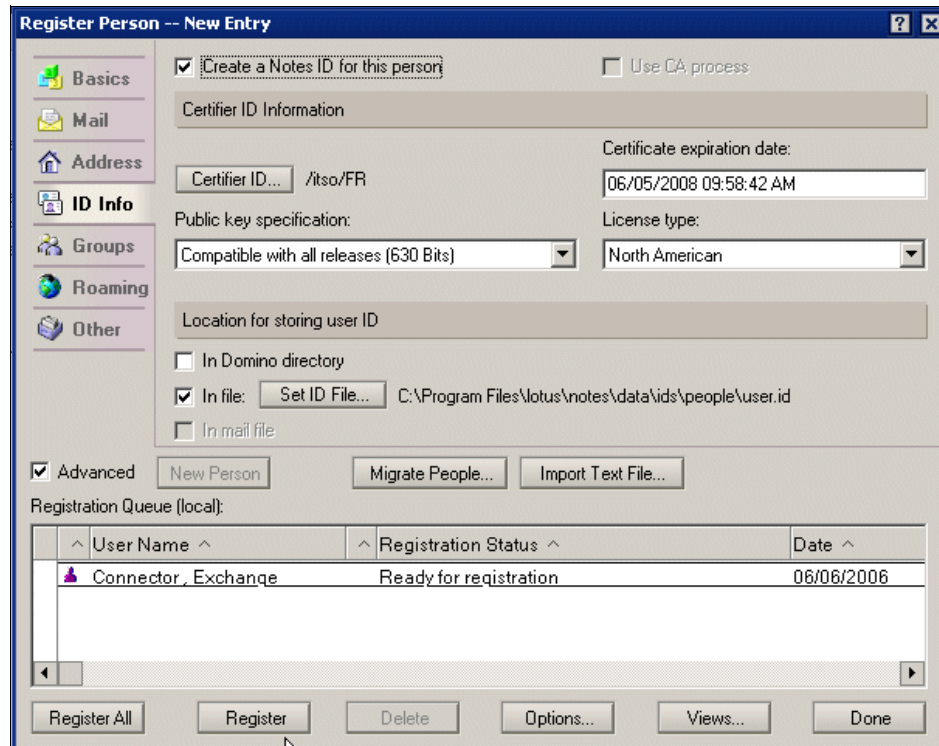 Register Person -- New Entry
Basics
Mail
Address
ID Info
Groups
Roaming
Other
Create a Notes ID for this person
Use CA process
Certifier ID Information
Certifier ID... /itso/FR
Certificate expiration date:
06/05/2008 09:58:42 AM
Public key specification:
Compatible with all releases (630 Bits)
License type:
North American
Location for storing user ID
In Domino directory
In file: Set ID File... C:\Program Files\lotus\notes\data\ids\people\user.id
In mail file
Advanced New Person Migrate People... Import Text File...
Registration Queue (local):
User Name Registration Status Date
Connector , Exchange Ready for registration 06/06/2006
Register All Register Delete Options... Views... Done